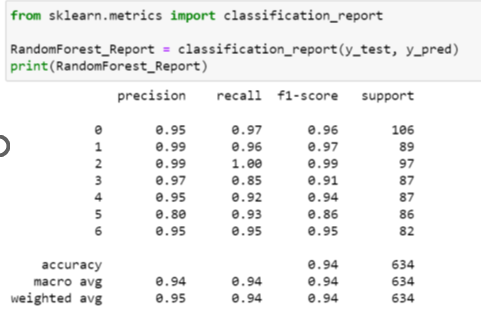 from sklearn.metrics import classification_report
RandomForest_Report = classification_report(y_test, y_pred)
print(RandomForest_Report)
precision recall f1-score support
0 0.95 0.97 0.96 106
1 0.99 0.96 0.97 89
2 0.99 1.00 0.99 97
3 0.97 0.85 0.91 87
4 0.95 0.92 0.94 87
5 0.80 0.93 0.86 86
6 0.95 0.95 0.95 82
accuracy 0.94 634
macro avg 0.94 0.94 0.94 634
weighted avg 0.95 0.94 0.94 634